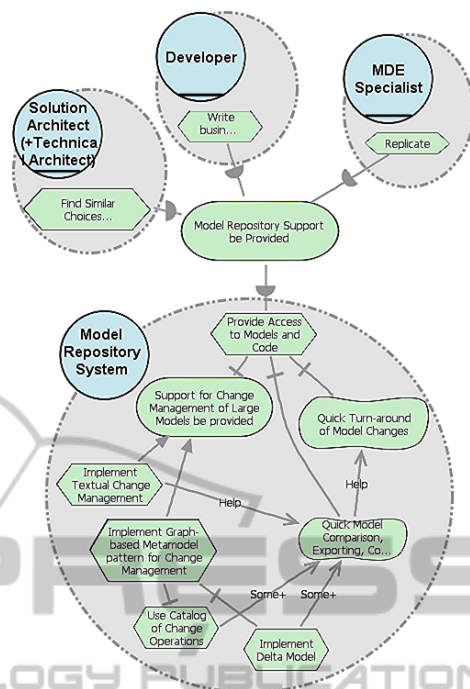 Developer
MDE
Specialist
Solution
Architect
(+Technica
l Architect)
Write
busin...
Replicate
Find Similar
Choices...
Model Repository Support
be Provided
Model
Repository
System
Provide Access
to Models and
Code
Support for Change
Management of Large
Models be provided
Quick Turn-around
of Model Changes
Implement
Textual Change
Management
Help
Help
Implement Graph-
based Metamodel
pattern for Change
Management
Quick Model
Comparison,
Exporting, Co...
Some+
Some+
Use Catalog
of Change
Operations
Implement
Delta Model
PRESS
LOGY PUBLICATION